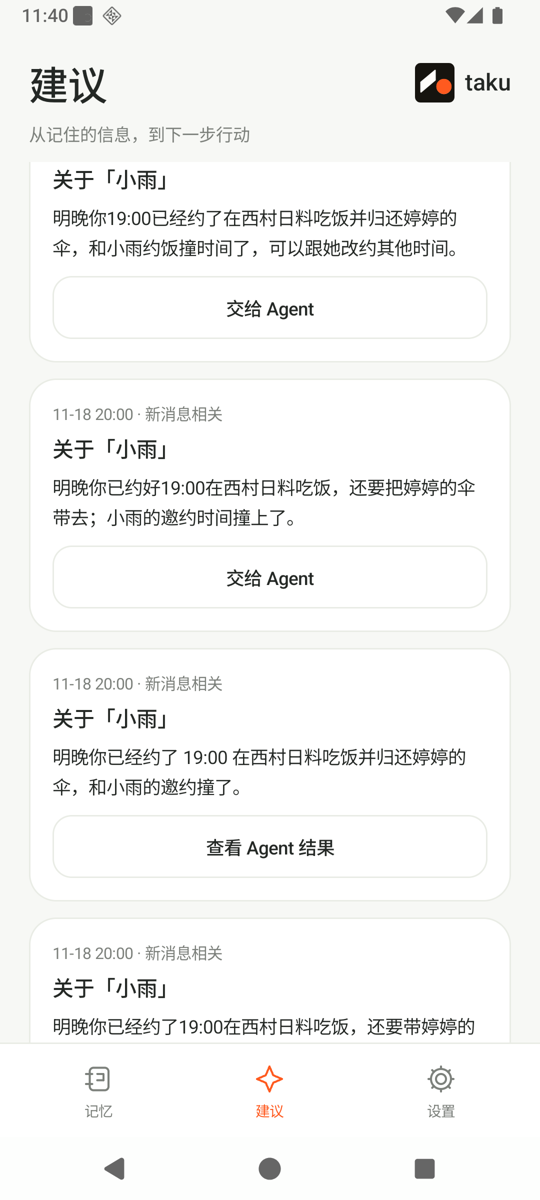 11:40
建议
taku
从记住的信息，到下一步行动
关于「小雨」
明晚你19:00已经约了在西村日料吃饭并归还婷婷的
伞，和小雨约饭撞时间了，可以跟她改约其他时间。
交给 Agent
11-18 20:00 · 新消息相关
关于「小雨」
明晚你已约好19:00在西村日料吃饭，还要把婷婷的伞
带去；小雨的邀约时间撞上了。
交给 Agent
11-18 20:00 · 新消息相关
关于「小雨」
明晚你已经约了 19:00 在西村日料吃饭并归还婷婷的
伞，和小雨的邀约撞了。
查看 Agent 结果
11-18 20:00 · 新消息相关
关于「小雨」
明晚你已经约了19:00在西村日料吃饭，还要带婷婷的
记忆
建议
设置